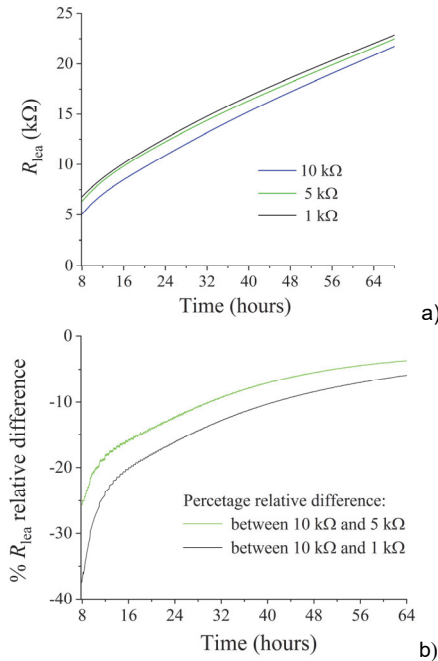 25
20
15
10
5
0
R_lea (kΩ)
10 kΩ
5 kΩ
1 kΩ
8 16 24 32 40 48 56 64
Time (hours)
a)
0
-10
-20
-30
-40
% R_lea relative difference
Percetage relative difference:
between 10 kΩ and 5 kΩ
between 10 kΩ and 1 kΩ
8 16 24 32 40 48 56 64
Time (hours)
b)